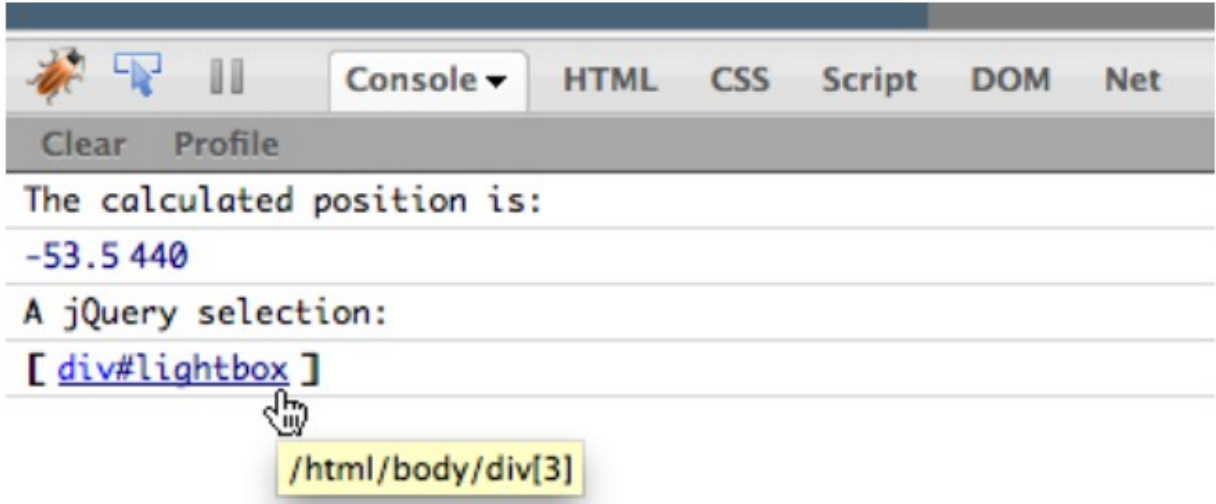 Console HTML CSS Script DOM Net
Clear Profile
The calculated position is:
-53.5 440
A jQuery selection:
[ div#lightbox ]
/html/body/div[3]